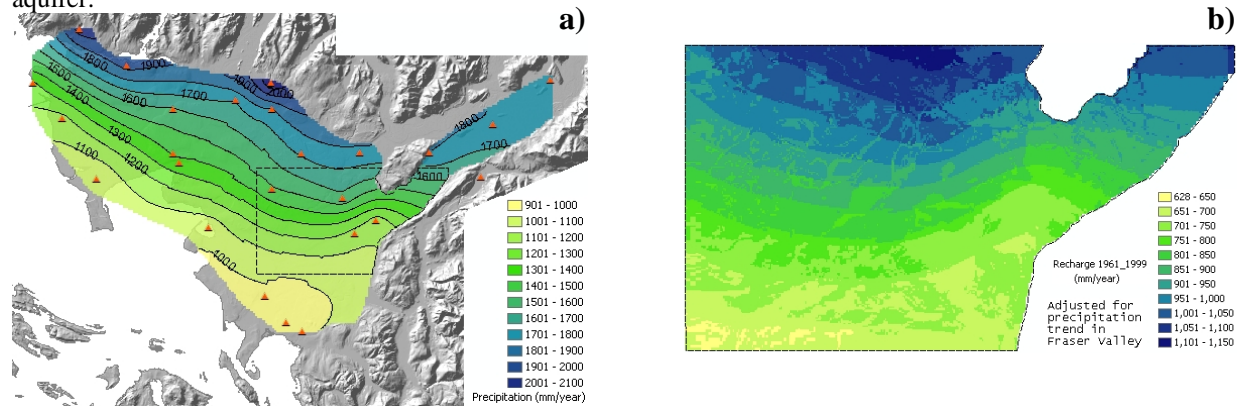 aquifer.
a)
b)
2000
1900
1900
1800
1800
1700
1700
1600
1600
1500
1400
1300
1200
1100
1000
901 - 1000
1001 - 1100
1101 - 1200
1201 - 1300
1301 - 1400
1401 - 1500
1501 - 1600
1601 - 1700
1701 - 1800
1801 - 1900
1901 - 2000
2001 - 2100
Precipitation (mm/year)
628 - 650
651 - 700
701 - 750
751 - 800
801 - 850
851 - 900
901 - 950
951 - 1,000
1,001 - 1,050
1,051 - 1,100
1,101 - 1,150
Recharge 1961_1999
(mm/year)
Adjusted for
precipitation
trend in
Fraser Valley